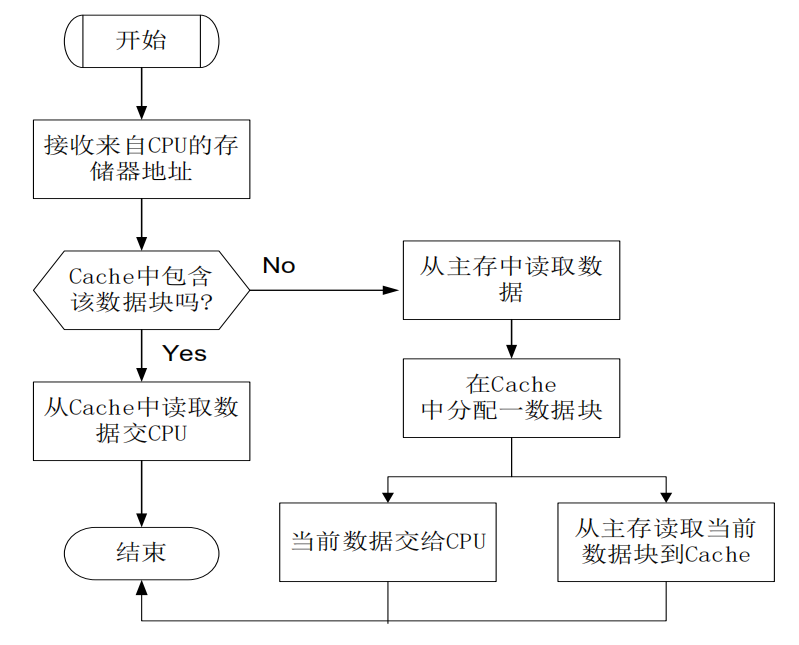 开始
接收来自CPU的存
储器地址
Cache中包含
该数据块吗?
No
Yes
从Cache中读取数
据交CPU
结束
从主存中读取数
据
在Cache
中分配一数据块
当前数据交给CPU
从主存读取当前
数据块到Cache